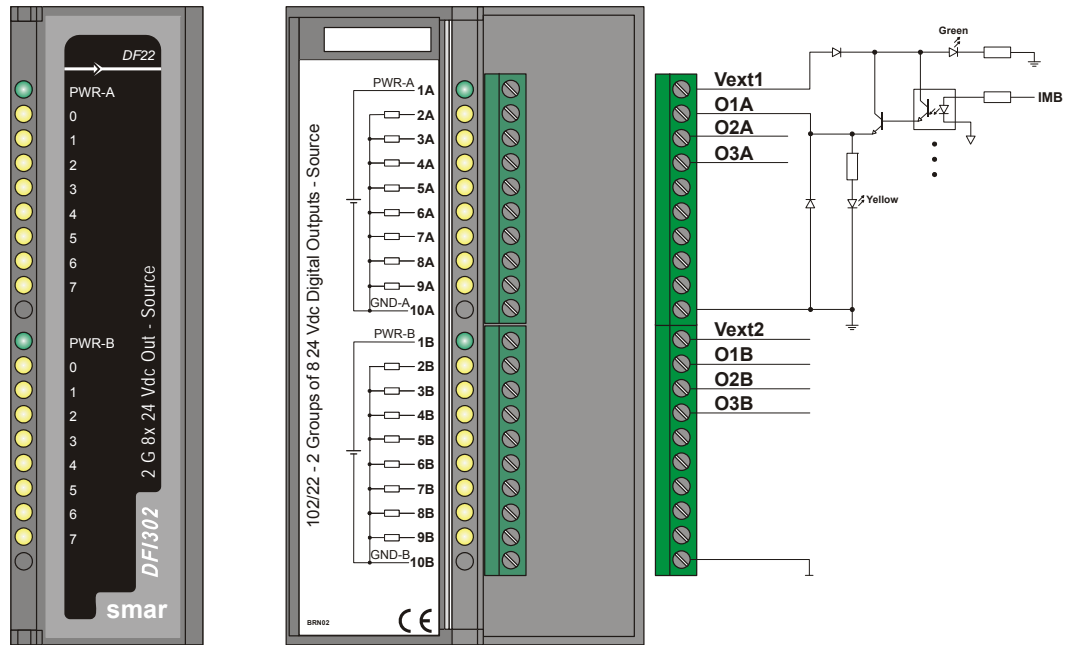 DF22
PWR-A
0
1
2
3
4
5
6
7
PWR-B
0
1
2
3
4
5
6
7
2 G 8x 24 Vdc Out - Source
DFI302
smar
102/22 - 2 Groups of 8 24 Vdc Digital Outputs - Source
PWR-A
1A
2A
3A
4A
5A
6A
7A
8A
9A
GND-A
10A
PWR-B
1B
2B
3B
4B
5B
6B
7B
8B
9B
GND-B
10B
BRN02
CE
Vext1
O1A
O2A
O3A
Vext2
O1B
O2B
O3B
Green
IMB
Yellow